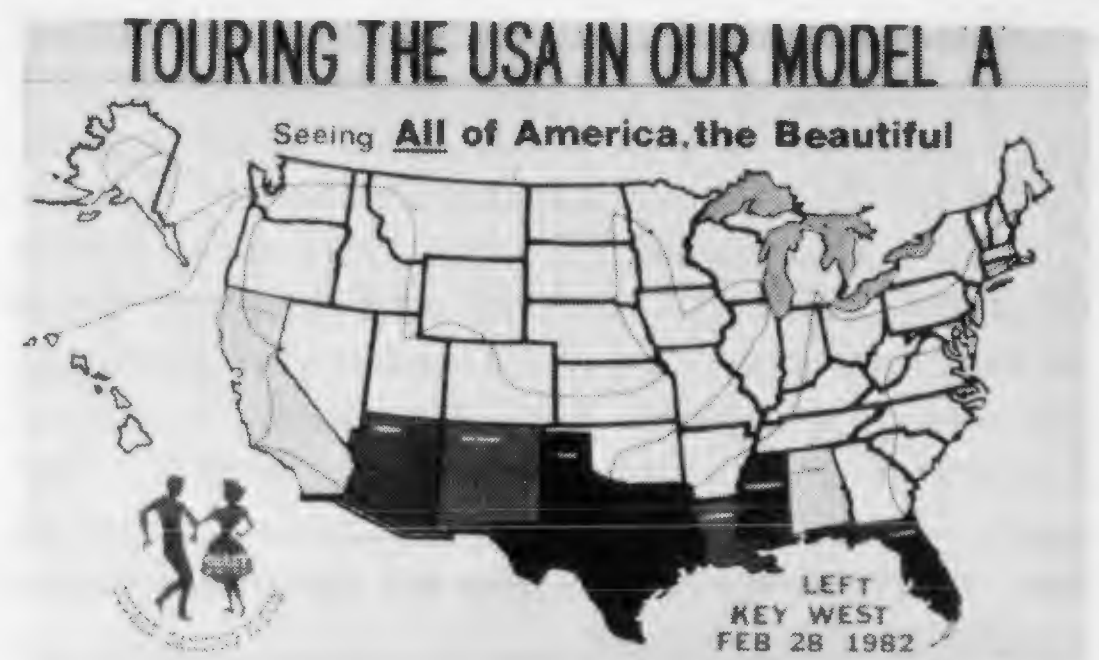 TOURING THE USA IN OUR MODEL A
Seeing All of America, the Beautiful
LEFT
KEY WEST
FEB 28 1982